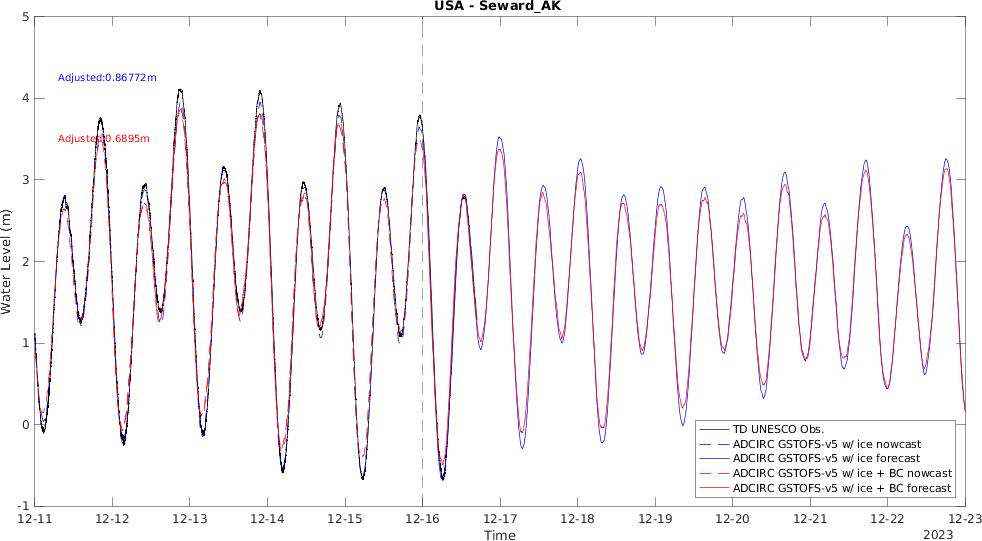 USA - Seward_AK
5
4
3
2
1
0
-1
Water Level (m)
Adjusted:0.86772m
Adjusted:0.6895m
TD UNESCO Obs.
ADCIRC GSTOFS-v5 w/ ice nowcast
ADCIRC GSTOFS-v5 w/ ice forecast
ADCIRC GSTOFS-v5 w/ ice + BC nowcast
ADCIRC GSTOFS-v5 w/ ice + BC forecast
12-11 12-12 12-13 12-14 12-15 12-16 12-17 12-18 12-19 12-20 12-21 12-22 12-23
Time
2023